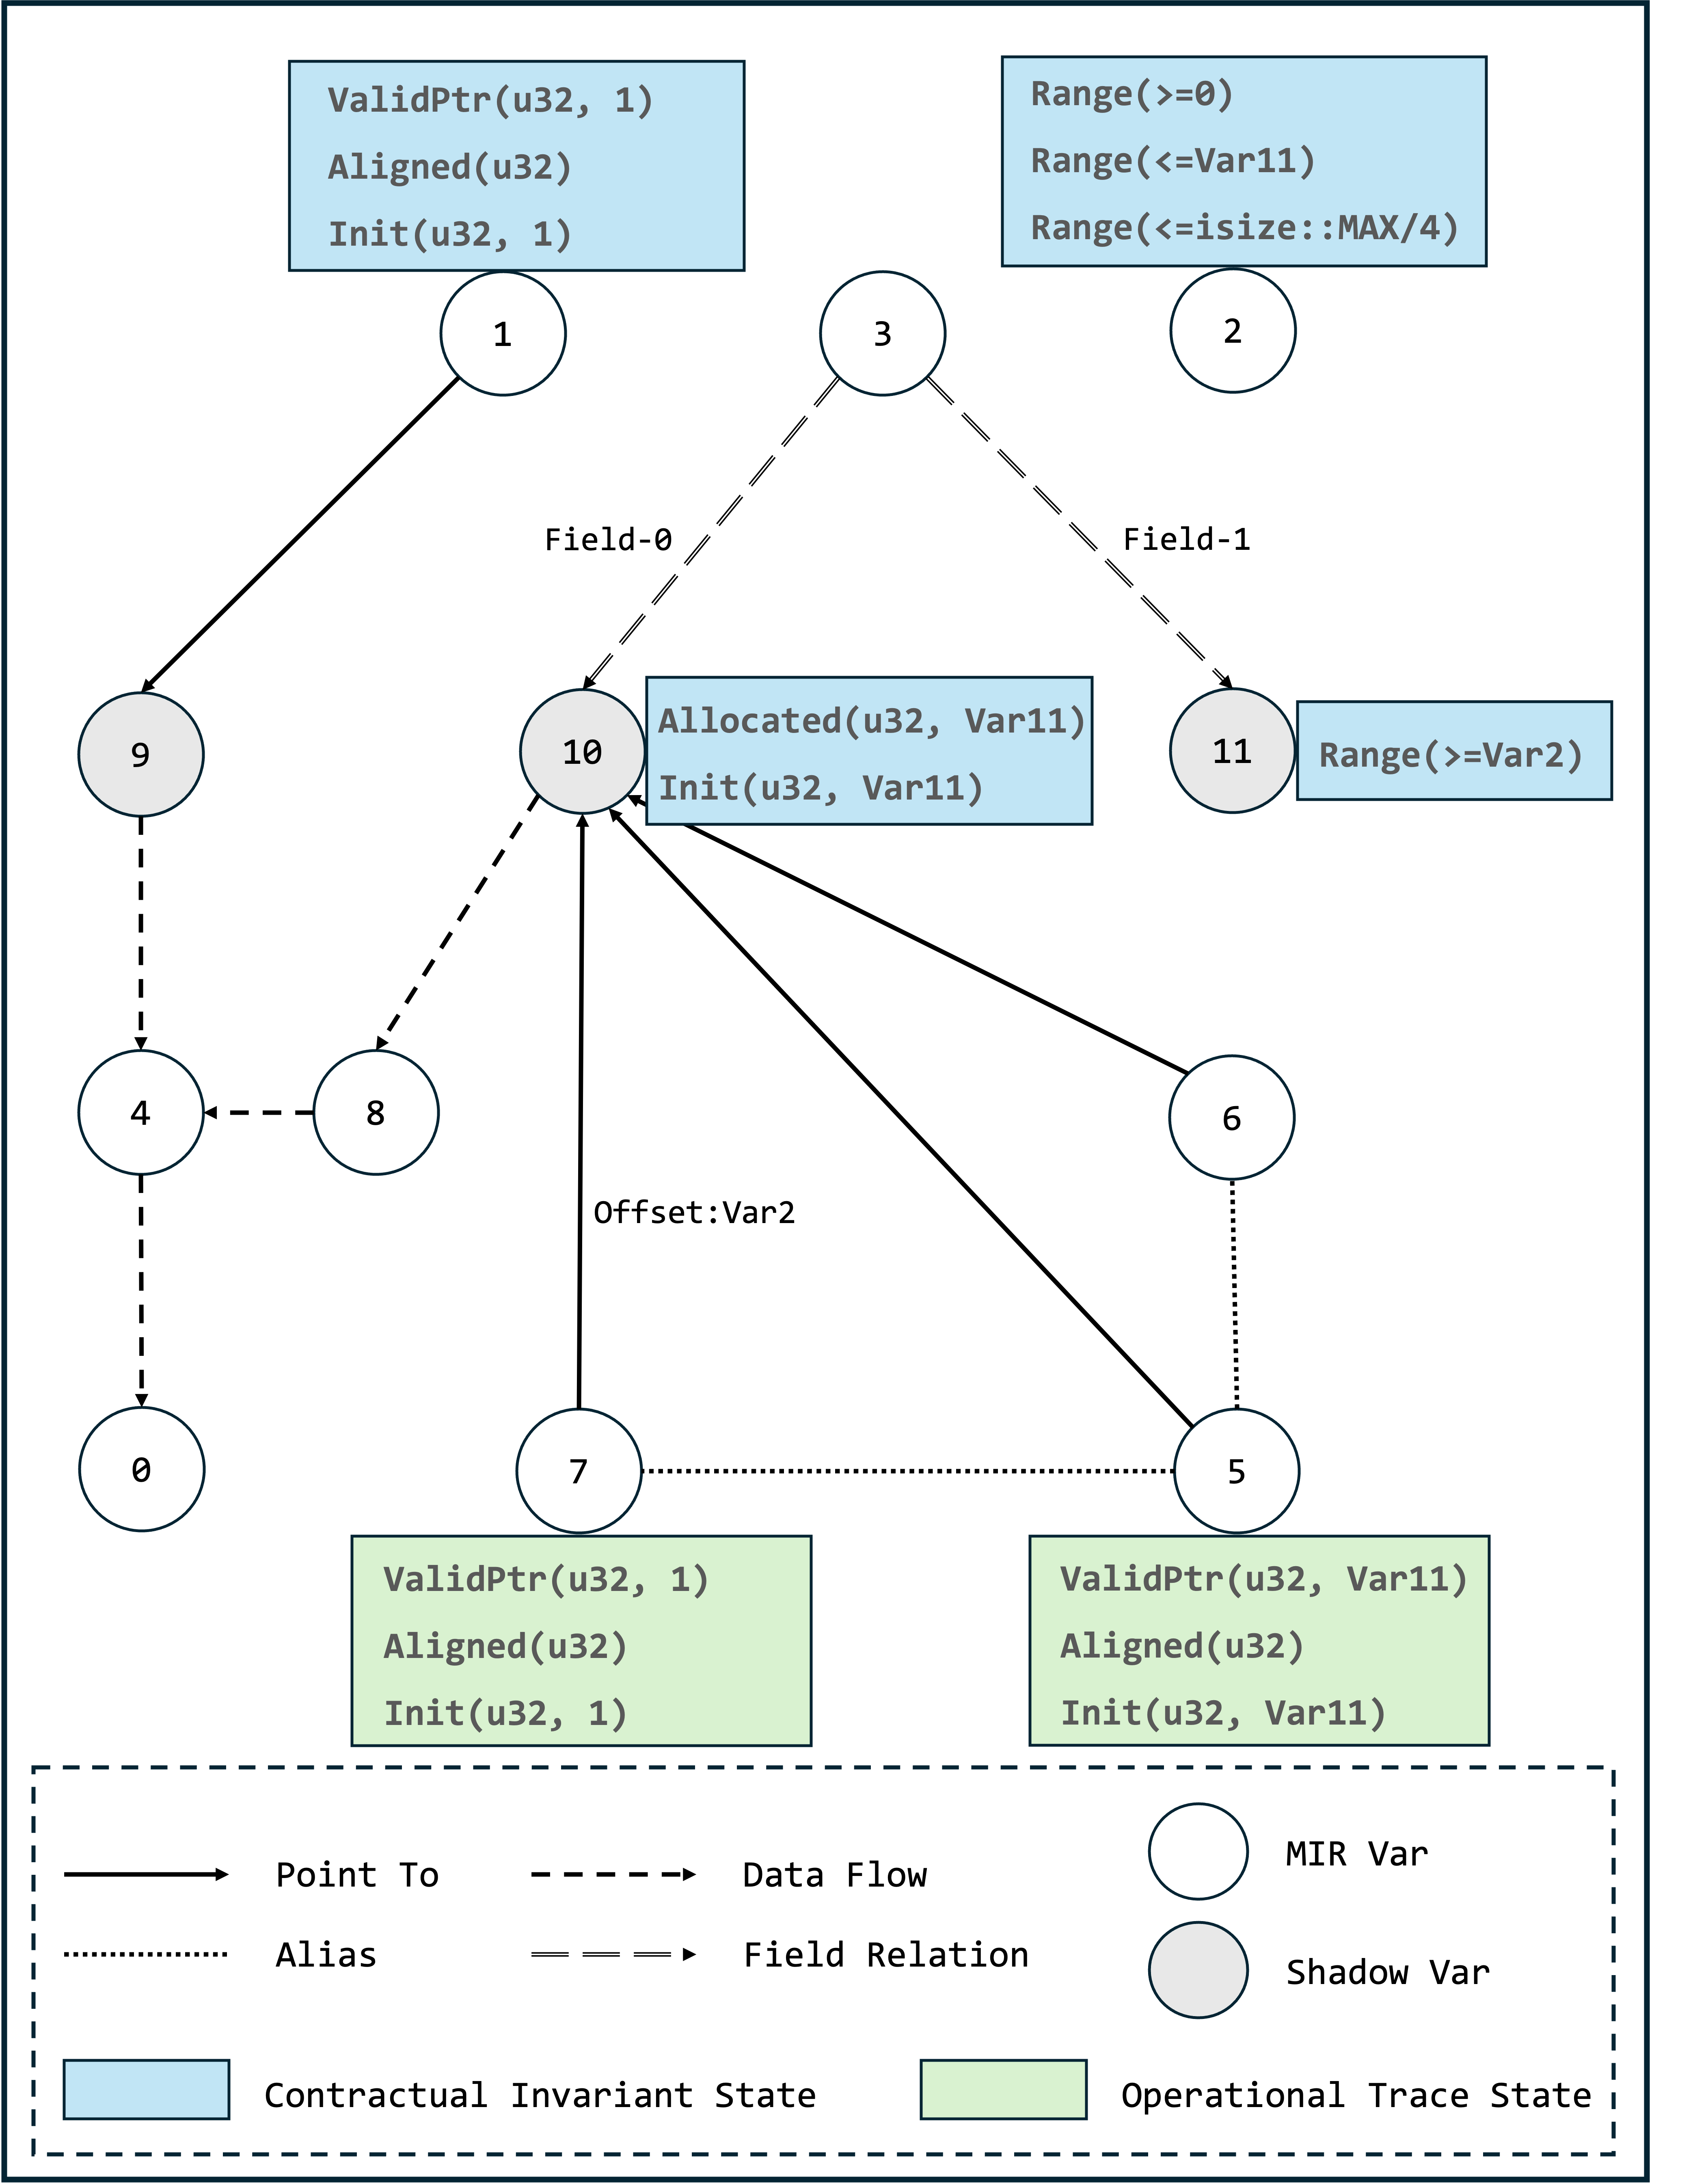 ValidPtr(u32, 1)
Aligned(u32)
Init(u32, 1)
Range(>=0)
Range(<=Var11)
Range(<=isize::MAX/4)
1
3
2
Field-0
Field-1
9
10
Allocated(u32, Var11)
Init(u32, Var11)
11
Range(>=Var2)
4
8
6
Offset:Var2
0
7
5
ValidPtr(u32, 1)
Aligned(u32)
Init(u32, 1)
ValidPtr(u32, Var11)
Aligned(u32)
Init(u32, Var11)
Point To
Data Flow
MIR Var
Alias
Field Relation
Shadow Var
Contractual Invariant State
Operational Trace State